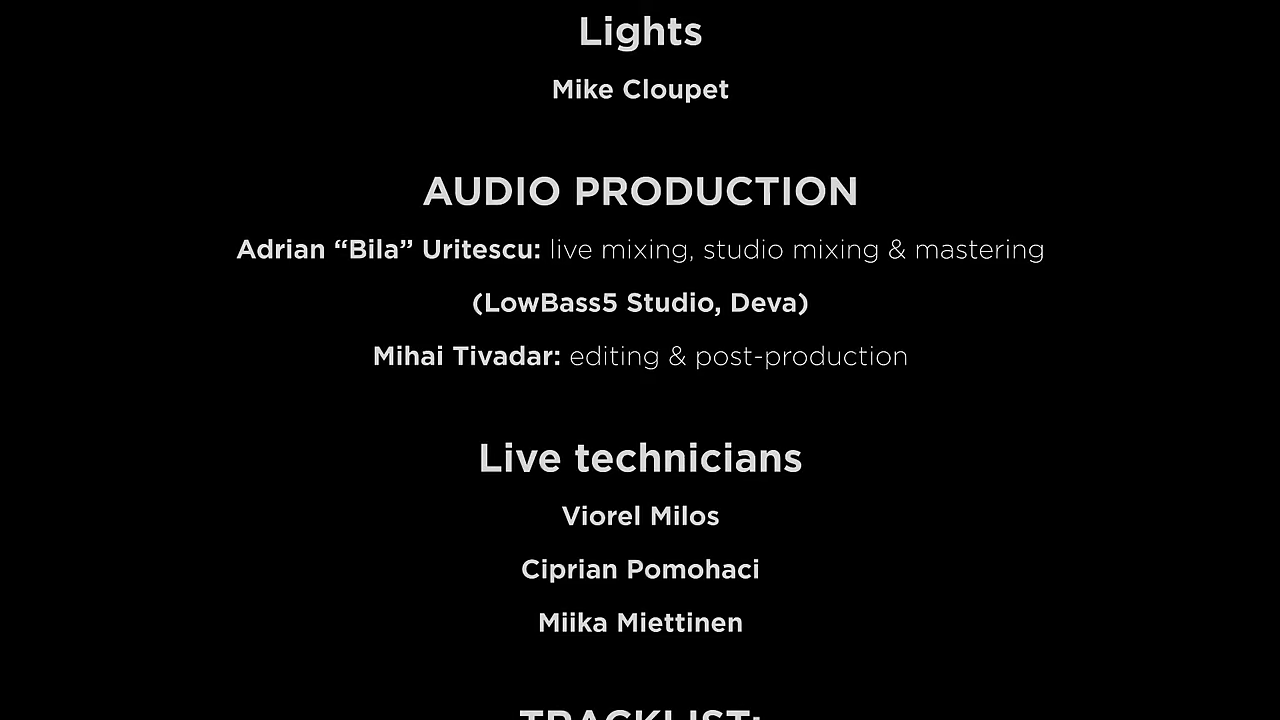 Lights
Mike Cloupet
AUDIO PRODUCTION
Adrian “Bila” Uritescu: live mixing, studio mixing & mastering
(LowBass5 Studio, Deva)
Mihai Tivadar: editing & post-production
Live technicians
Viorel Milos
Ciprian Pomohaci
Miika Miettinen
TRACKLIST: